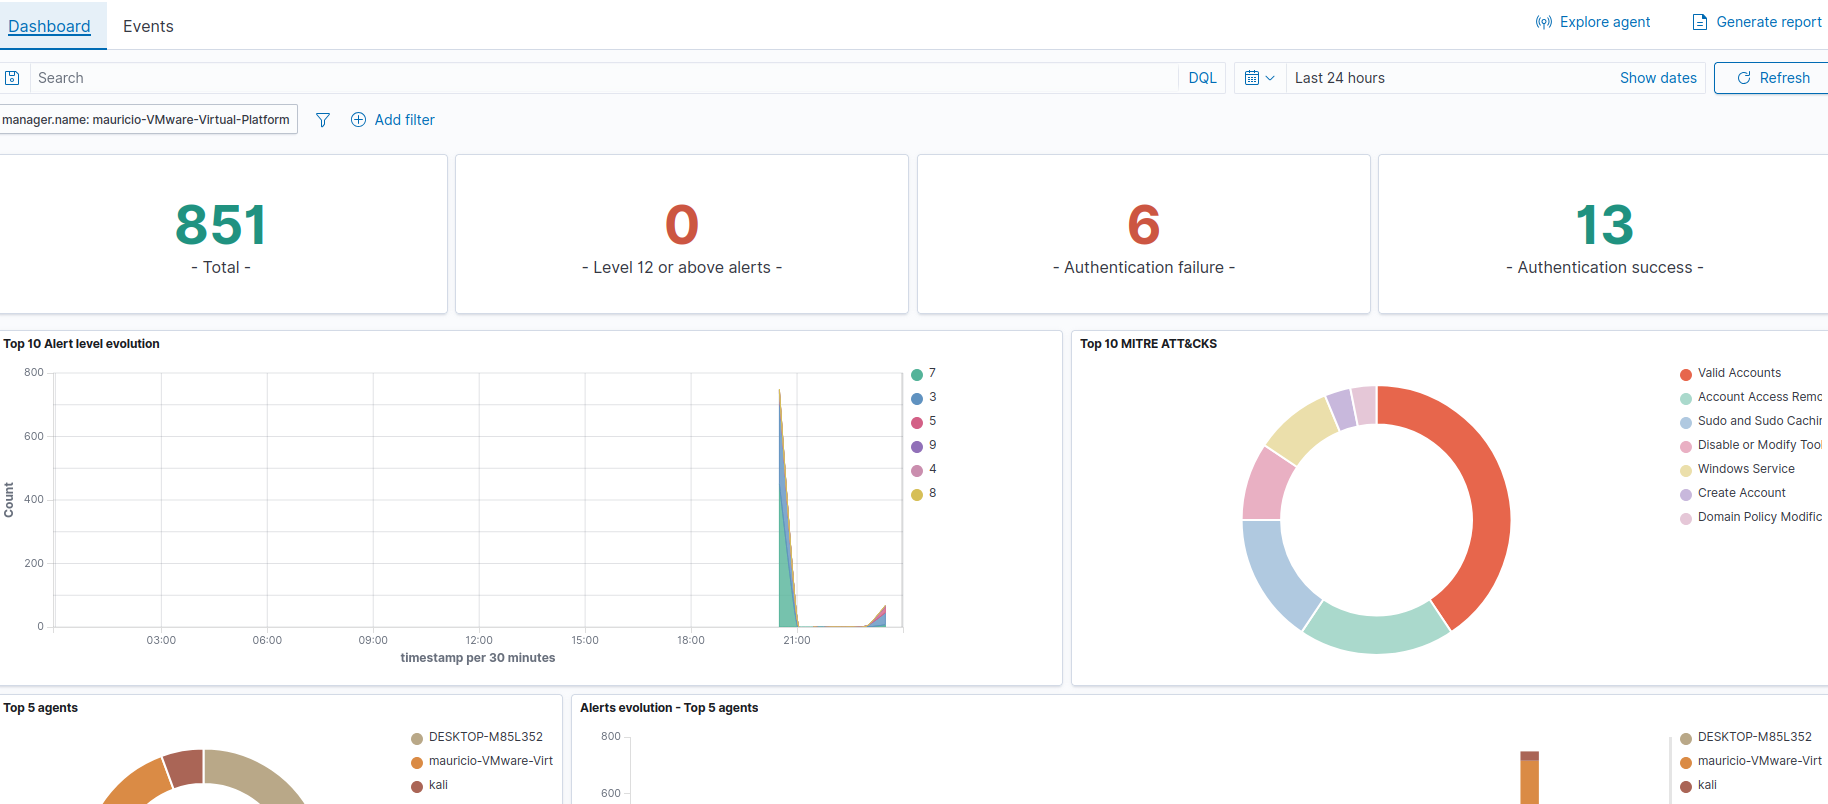 Dashboard
Events
Explore agent
Generate report
Search
DQL
Last 24 hours
Show dates
Refresh
manager.name: mauricio-VMware-Virtual-Platform
Add filter
851
- Total -
0
- Level 12 or above alerts -
6
- Authentication failure -
13
- Authentication success -
Top 10 Alert level evolution
800
600
400
200
0
Count
03:00
06:00
09:00
12:00
15:00
18:00
21:00
timestamp per 30 minutes
7
3
5
9
4
8
Top 10 MITRE ATT&CKS
Valid Accounts
Account Access Remo
Sudo and Sudo Cachin
Disable or Modify Tool
Windows Service
Create Account
Domain Policy Modific
Top 5 agents
DESKTOP-M85L352
mauricio-VMware-Virt
kali
Alerts evolution - Top 5 agents
800
600
DESKTOP-M85L352
mauricio-VMware-Virt
kali